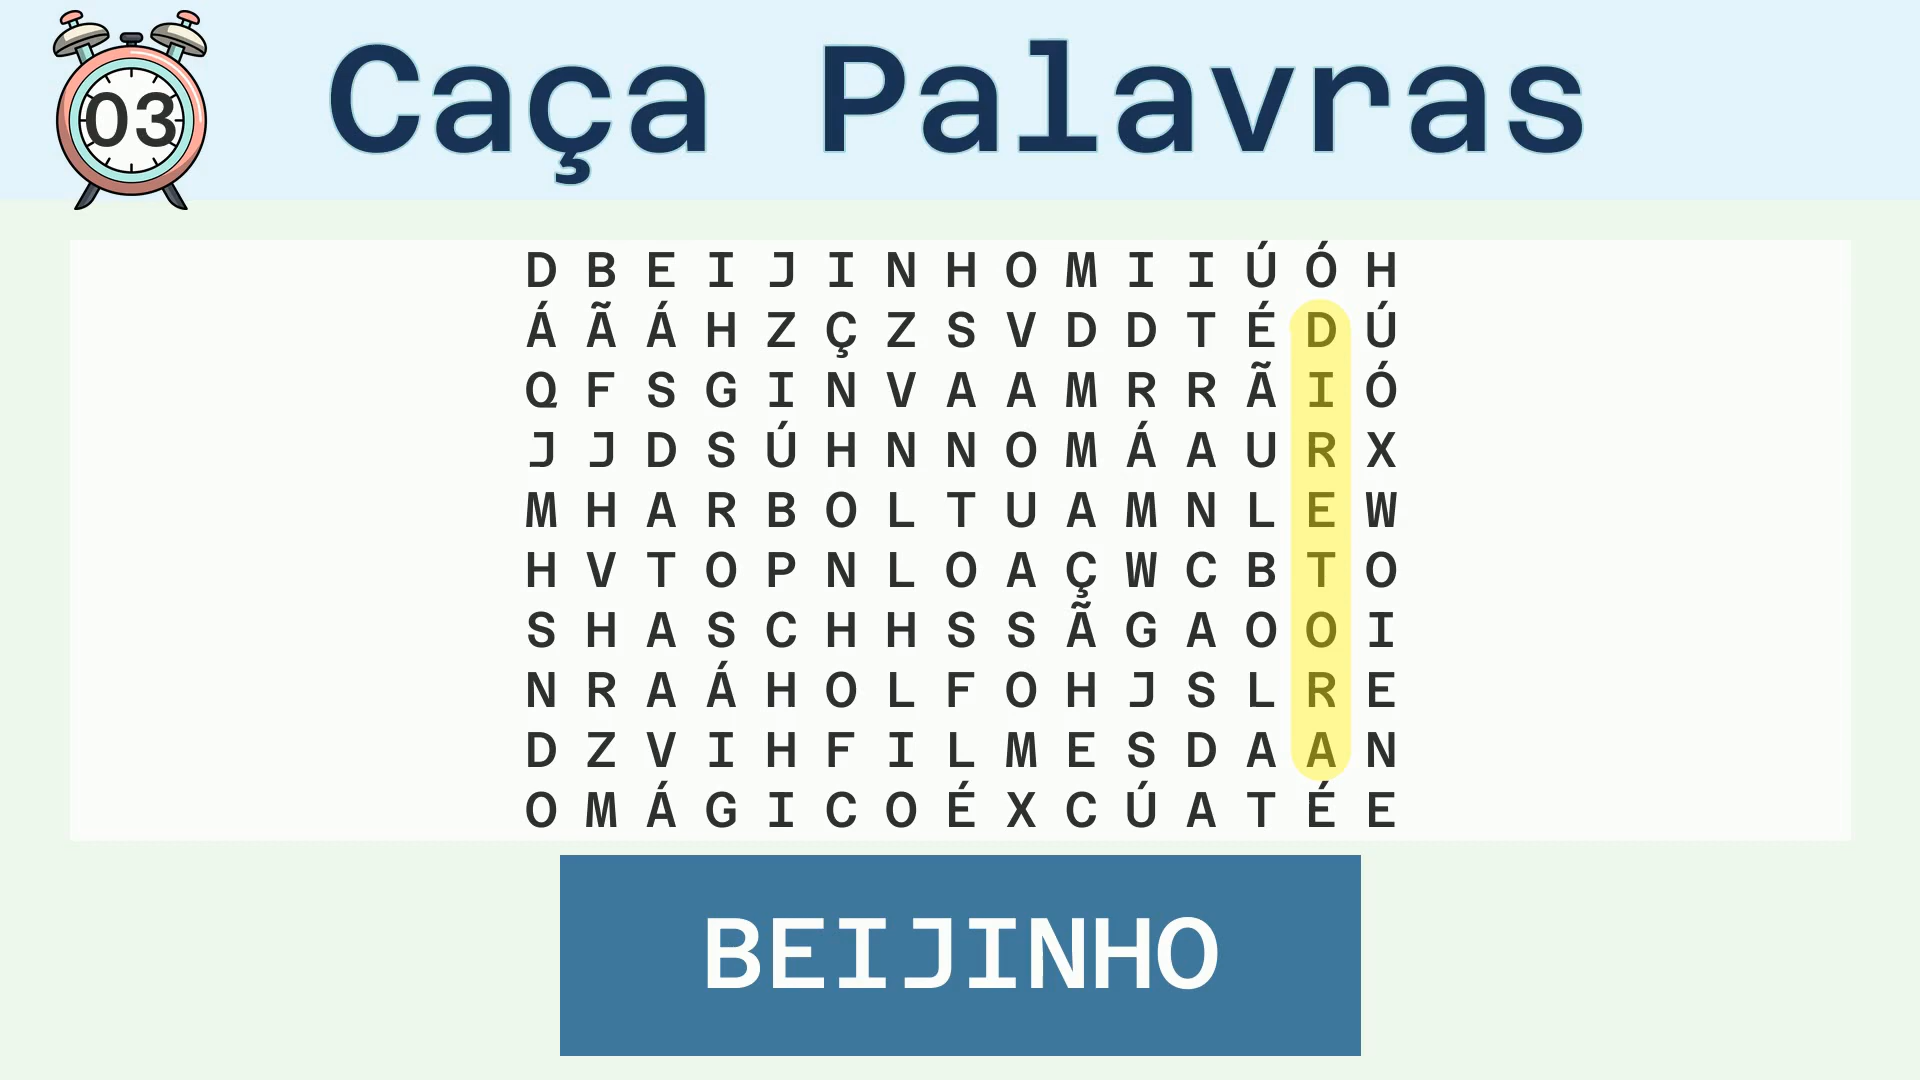 03
Caça Palavras
D B E I J I N H O M I I Ú Ó H
Á Ã Á H Z Ç Z S V D D T É D Ú
Q F S G I N V A A M R R Ã I Ó
J J D S Ú H N N O M Á A U R X
M H A R B O L T U A M N L E W
H V T O P N L O A Ç W C B T O
S H A S C H H S S Ã G A O O I
N R A Á H O L F O H J S L R E
D Z V I H F I L M E S D A A N
O M Á G I C O É X C Ú A T É E
BEIJINHO